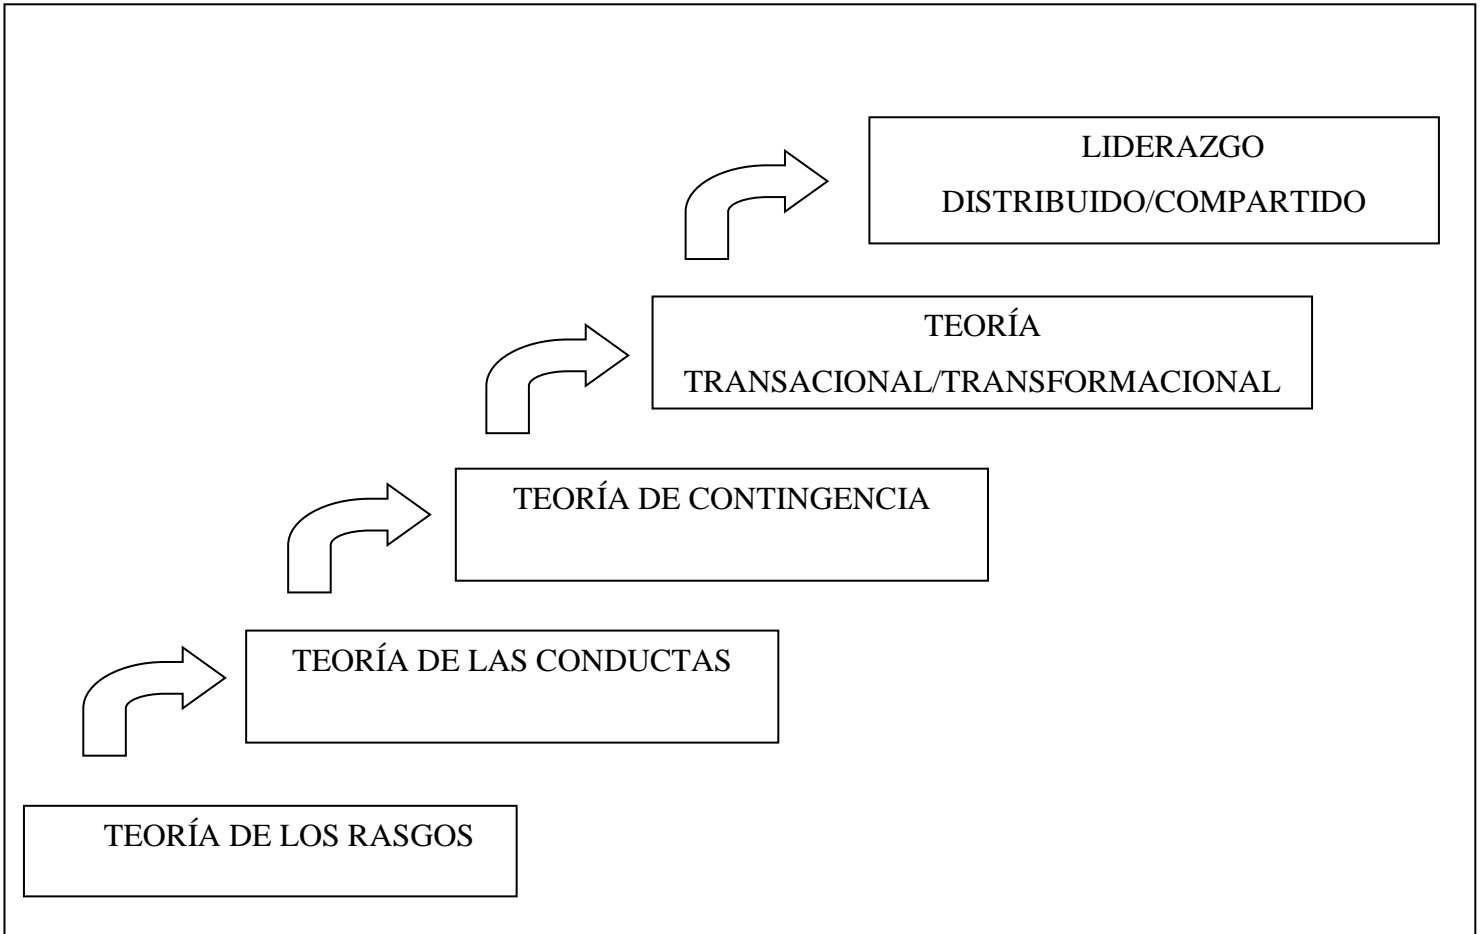 LIDERAZGO
DISTRIBUIDO/COMPARTIDO
TEORÍA
TRANSACIONAL/TRANSFORMACIONAL
TEORÍA DE CONTINGENCIA
TEORÍA DE LAS CONDUCTAS
TEORÍA DE LOS RASGOS